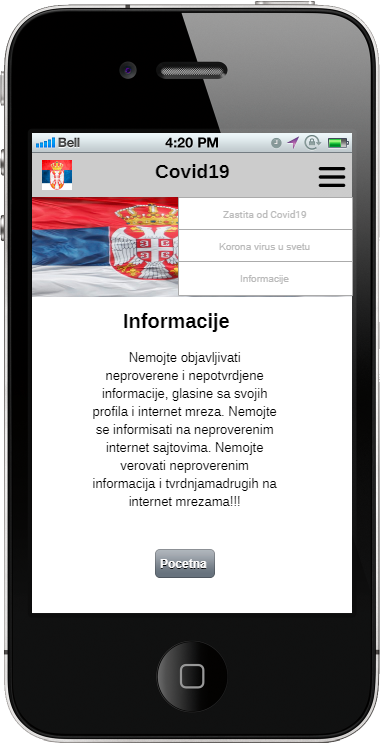 Bell 4:20 PM
Covid19
Zastita od Covid19
Korona virus u svetu
Informacije
Informacije
Nemojte objavljivati
neproverene i nepotvrdjene
informacije, glasine sa svojih
profila i internet mreza. Nemojte
se informisati na neproverenim
internet sajtovima. Nemojte
verovati neproverenim
informacija i tvrdnjamadrugih na
internet mrezama!!!
Pocetna